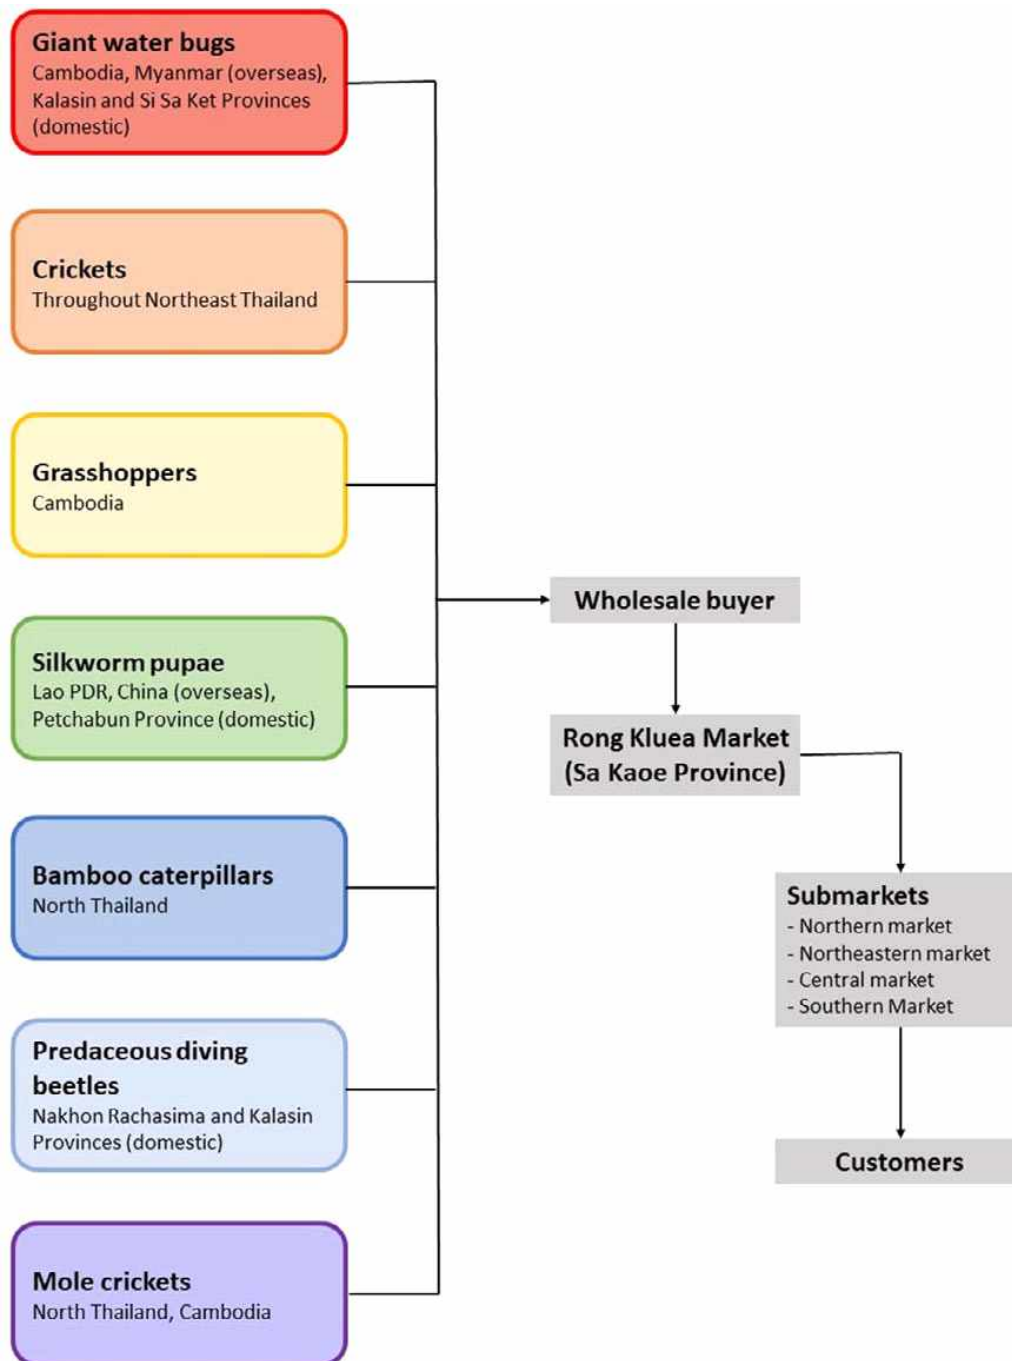 Giant water bugs
Cambodia, Myanmar (overseas),
Kalasin and Si Sa Ket Provinces
(domestic)
Crickets
Throughout Northeast Thailand
Grasshoppers
Cambodia
Silkworm pupae
Lao PDR, China (overseas),
Petchabun Province (domestic)
Bamboo caterpillars
North Thailand
Predaceous diving
beetles
Nakhon Rachasima and Kalasin
Provinces (domestic)
Mole crickets
North Thailand, Cambodia
Wholesale buyer
Rong Kluea Market
(Sa Kaoe Province)
Submarkets
- Northern market
- Northeastern market
- Central market
- Southern Market
Customers